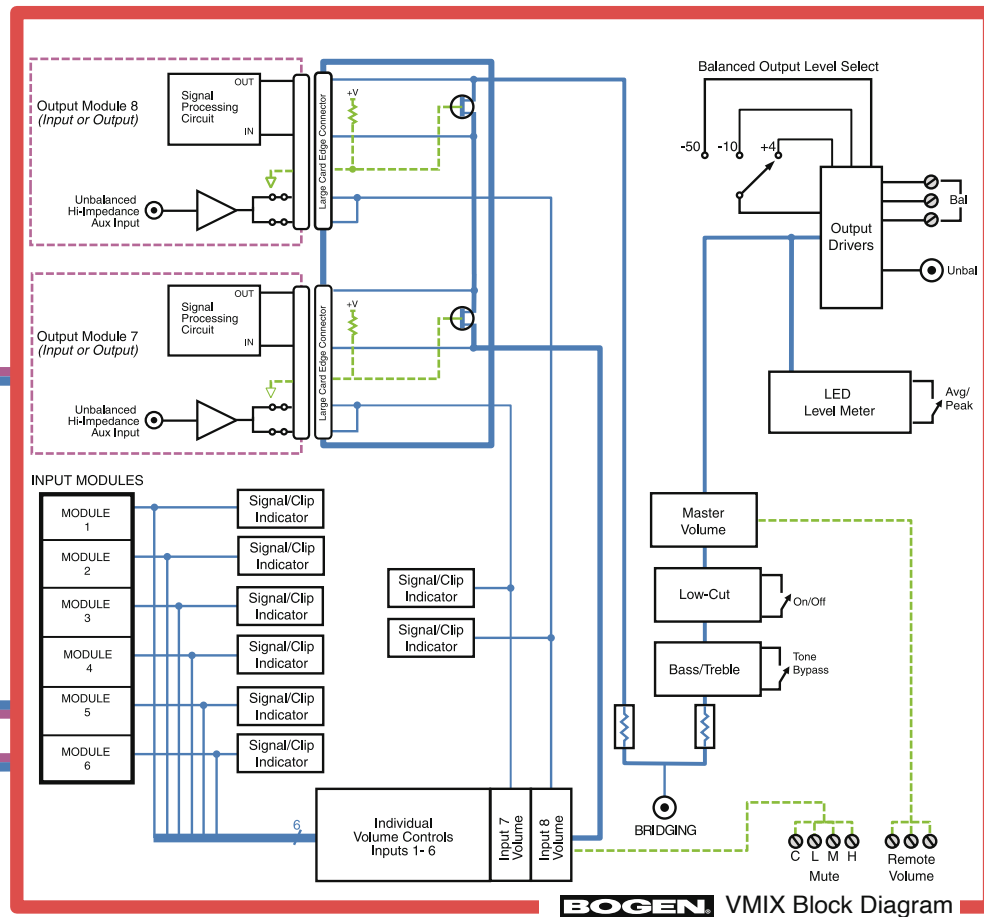 Balanced Output Level Select
-50
-10
+4
Output Module 8
(Input or Output)
Signal
Processing
Circuit
OUT
IN
Unbalanced
Hi-Impedance
Aux Input
Large Card Edge Connector
+V
Output
Drivers
Bal
Unbal
Output Module 7
(Input or Output)
Signal
Processing
Circuit
OUT
IN
Unbalanced
Hi-Impedance
Aux Input
Large Card Edge Connector
+V
LED
Level Meter
Avg/
Peak
INPUT MODULES
MODULE
1
MODULE
2
MODULE
3
MODULE
4
MODULE
5
MODULE
6
Signal/Clip
Indicator
Signal/Clip
Indicator
Signal/Clip
Indicator
Signal/Clip
Indicator
Signal/Clip
Indicator
Signal/Clip
Indicator
Signal/Clip
Indicator
Signal/Clip
Indicator
Master
Volume
Low-Cut
On/Off
Bass/Treble
Tone
Bypass
6
Individual
Volume Controls
Inputs 1- 6
Input 7
Volume
Input 8
Volume
BRIDGING
C L M H
Mute
Remote
Volume
BOGEN® VMIX Block Diagram